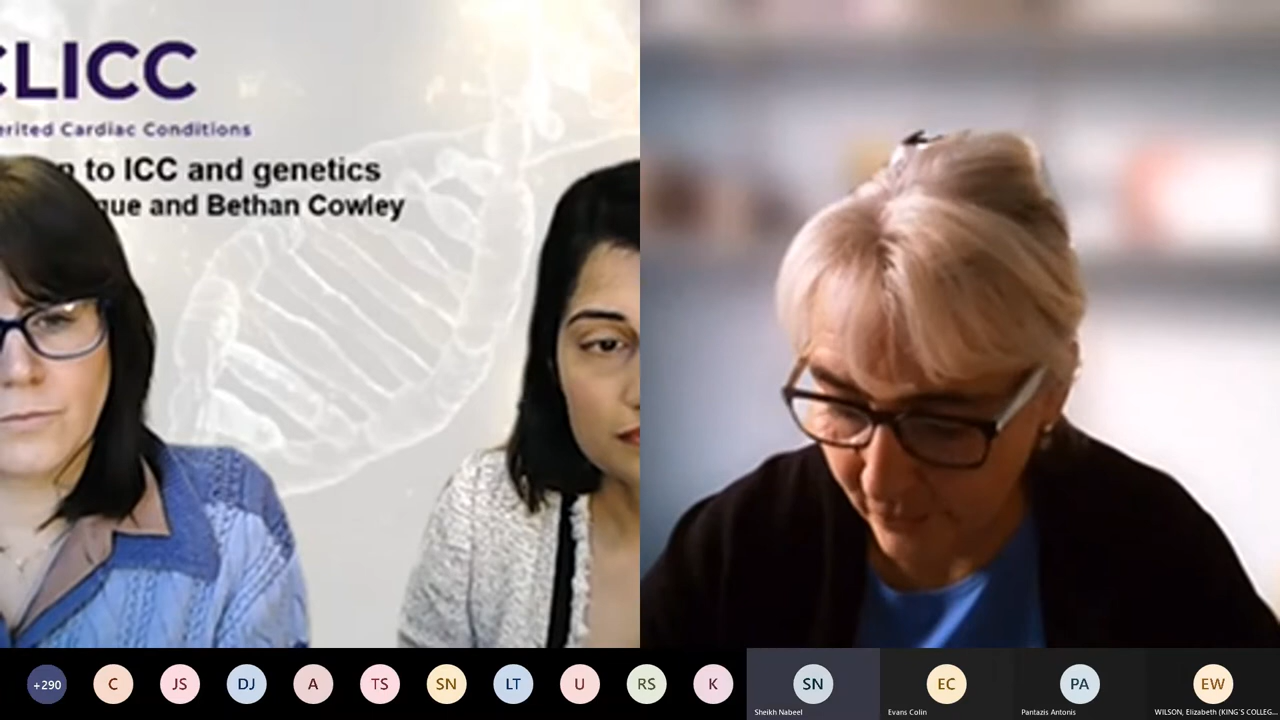 CLICC
erited Cardiac Conditions
n to ICC and genetics
gue and Bethan Cowley
+290
C
JS
DJ
A
TS
SN
LT
U
RS
K
SN
EC
PA
EW
Sheikh Nabeel
Evans Colin
Pantazis Antonis
WILSON, Elizabeth (KING'S COLLEG...